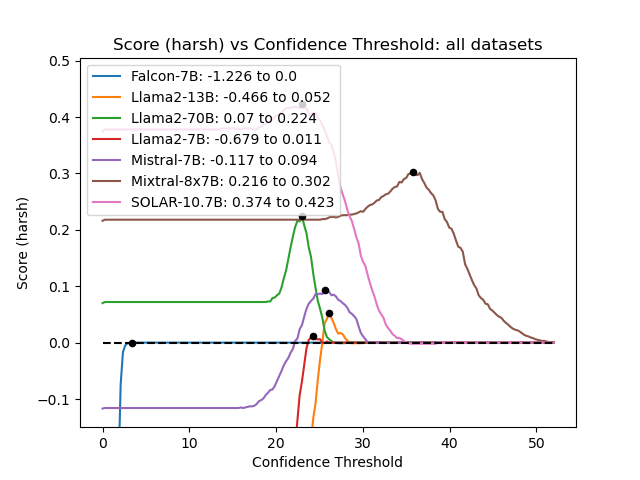 Score (harsh) vs Confidence Threshold: all datasets
Falcon-7B: -1.226 to 0.0
Llama2-13B: -0.466 to 0.052
Llama2-70B: 0.07 to 0.224
Llama2-7B: -0.679 to 0.011
Mistral-7B: -0.117 to 0.094
Mixtral-8x7B: 0.216 to 0.302
SOLAR-10.7B: 0.374 to 0.423
Score (harsh)
0.5
0.4
0.3
0.2
0.1
0.0
−0.1
0 10 20 30 40 50
Confidence Threshold